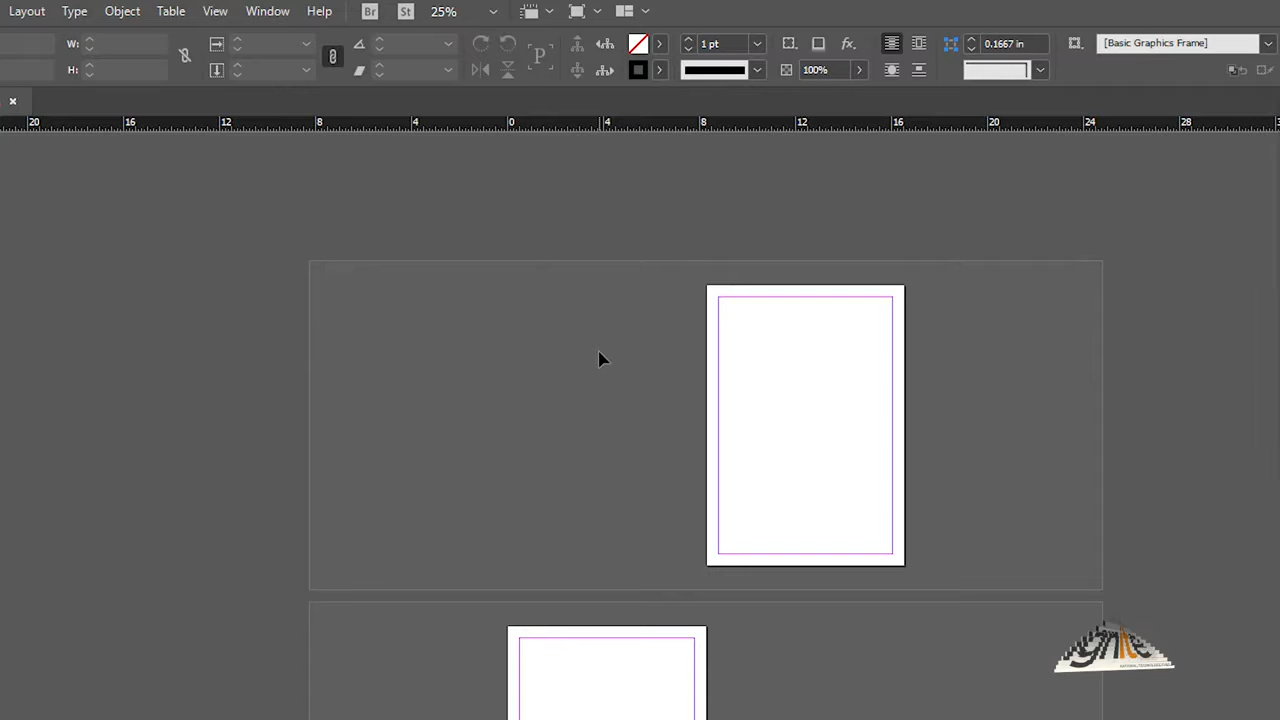 Layout Type Object Table View Window Help Br St 25%
W: 1 pt 0.1667 in [Basic Graphics Frame]
H: P 100%
×
20 16 12 8 4 0 4 8 12 16 20 24 28
ignite